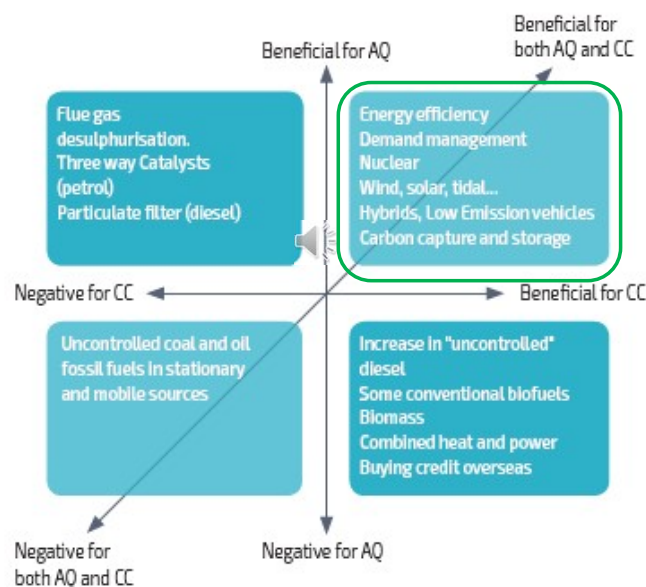 Beneficial for
both AQ and CC
Beneficial for AQ
Flue gas
desulphurisation.
Three way Catalysts
(petrol)
Particulate filter (diesel)
Energy efficiency
Demand management
Nuclear
Wind, solar, tidal...
Hybrids, Low Emission vehicles
Carbon capture and storage
Negative for CC
Beneficial for CC
Uncontrolled coal and oil
fossil fuels in stationary
and mobile sources
Increase in "uncontrolled"
diesel
Some conventional biofuels
Biomass
Combined heat and power
Buying credit overseas
Negative for
both AQ and CC
Negative for AQ